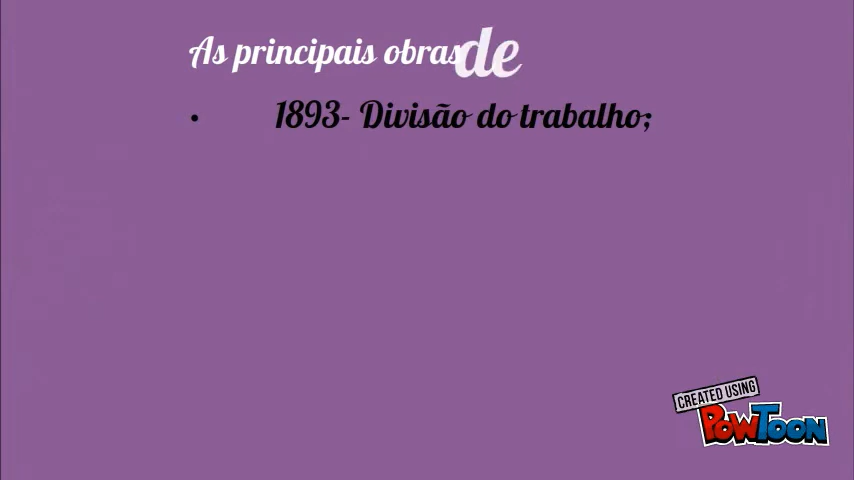 As principais obras de
• 1893- Divisão do trabalho;
CREATED USING
POWTOON